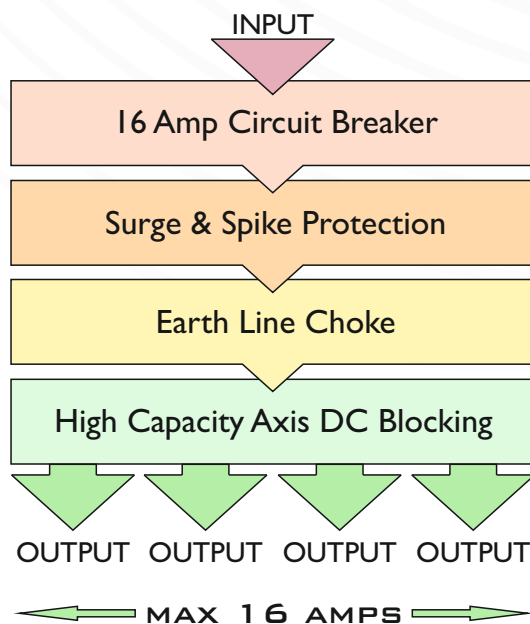 INPUT
16 Amp Circuit Breaker
Surge & Spike Protection
Earth Line Choke
High Capacity Axis DC Blocking
OUTPUT OUTPUT OUTPUT OUTPUT
MAX 16 AMPS